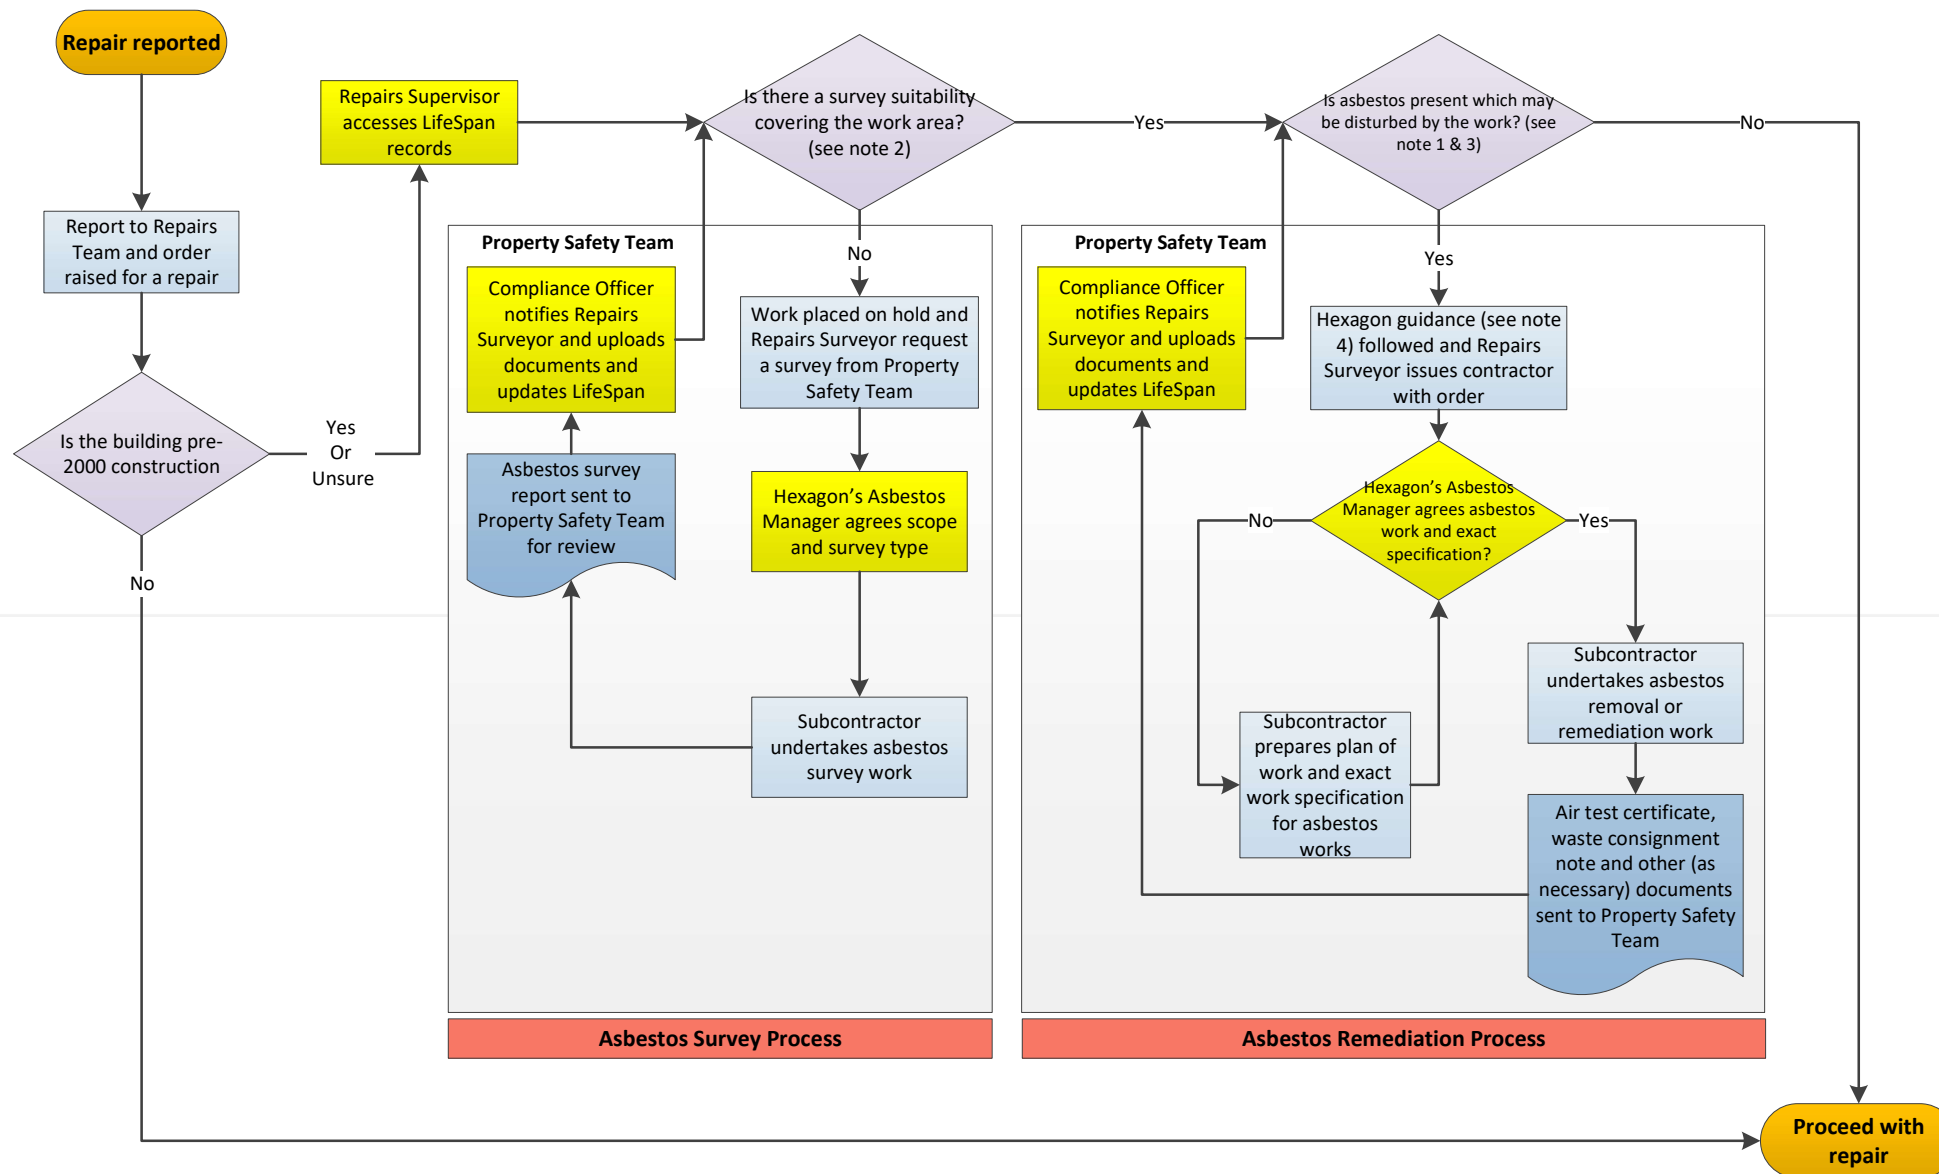 Repair reported
Report to Repairs
Team and order
raised for a repair
Is the building pre-
2000 construction
Yes
Or
Unsure
No
Repairs Supervisor
accesses LifeSpan
records
Is there a survey suitability
covering the work area?
(see note 2)
Yes
No
Property Safety Team
Compliance Officer
notifies Repairs
Surveyor and uploads
documents and
updates LifeSpan
Work placed on hold and
Repairs Surveyor request
a survey from Property
Safety Team
Asbestos survey
report sent to
Property Safety Team
for review
Hexagon’s Asbestos
Manager agrees scope
and survey type
Subcontractor
undertakes asbestos
survey work
Asbestos Survey Process
Is asbestos present which may
be disturbed by the work? (see
note 1 & 3)
No
Yes
Property Safety Team
Compliance Officer
notifies Repairs
Surveyor and uploads
documents and
updates LifeSpan
Hexagon guidance (see note
4) followed and Repairs
Surveyor issues contractor
with order
Hexagon’s Asbestos
Manager agrees asbestos
work and exact
specification?
No
Yes
Subcontractor
prepares plan of
work and exact
work specification
for asbestos
works
Subcontractor
undertakes asbestos
removal or
remediation work
Air test certificate,
waste consignment
note and other (as
necessary) documents
sent to Property Safety
Team
Asbestos Remediation Process
Proceed with
repair